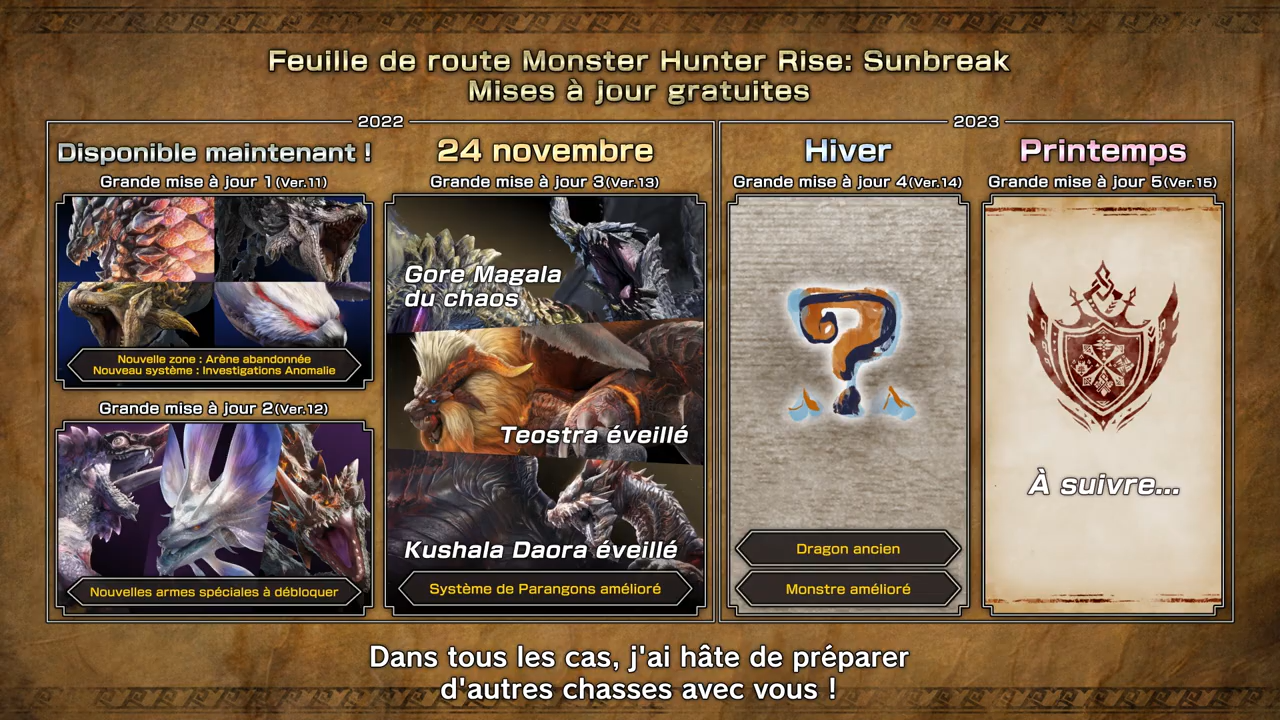 Feuille de route Monster Hunter Rise: Sunbreak
Mises à jour gratuites
2022
Disponible maintenant !
Grande mise à jour 1(Ver.11)
Nouvelle zone : Arène abandonnée
Nouveau système : Investigations Anomalie
Grande mise à jour 2(Ver.12)
Nouvelles armes spéciales à débloquer
24 novembre
Grande mise à jour 3(Ver.13)
Gore Magala
du chaos
Teostra éveillé
Kushala Daora éveillé
Système de Parangons amélioré
2023
Hiver
Grande mise à jour 4(Ver.14)
?
Dragon ancien
Monstre amélioré
Printemps
Grande mise à jour 5(Ver.15)
À suivre...
Dans tous les cas, j'ai hâte de préparer
d'autres chasses avec vous !